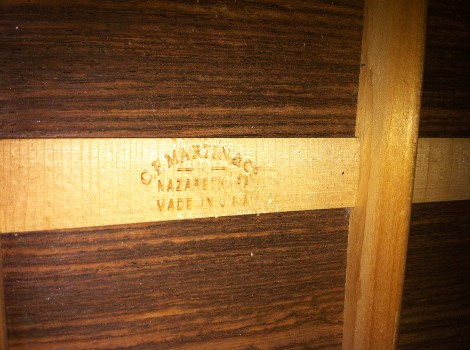 C.F. MARTIN & Co
NAZARETH, PA
MADE IN U.S.A.